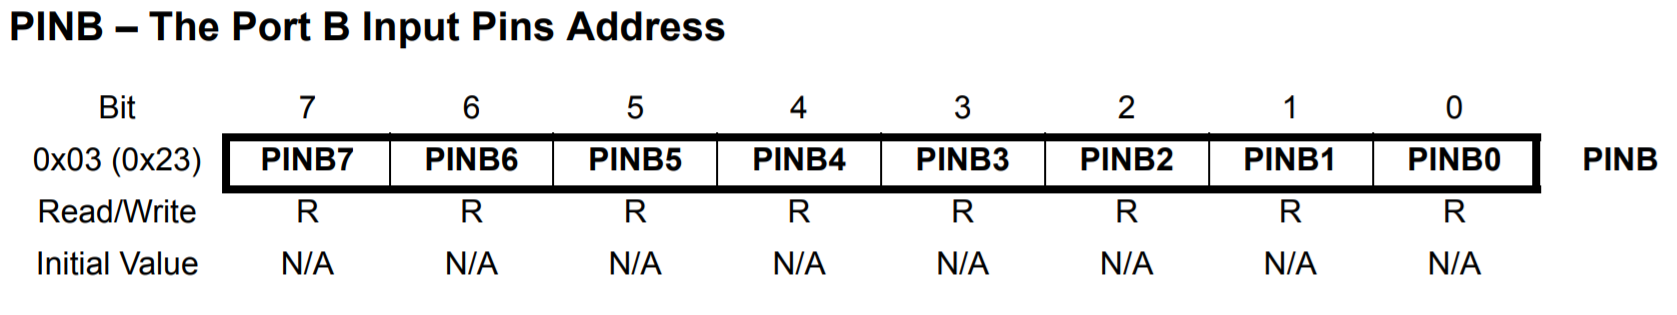 PINB – The Port B Input Pins Address
Bit 7 6 5 4 3 2 1 0
0x03 (0x23) PINB7 PINB6 PINB5 PINB4 PINB3 PINB2 PINB1 PINB0 PINB
Read/Write R R R R R R R R
Initial Value N/A N/A N/A N/A N/A N/A N/A N/A